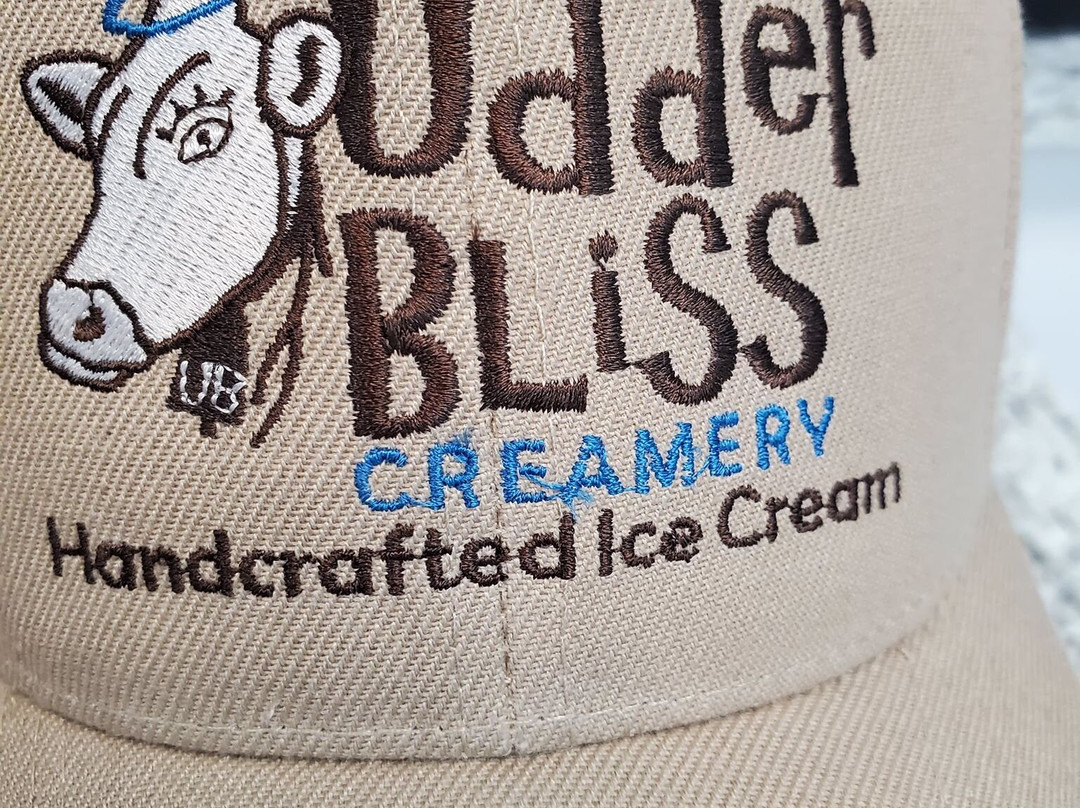 Udder
BLiSS
UB
CREAMERY
Handcrafted Ice Cream